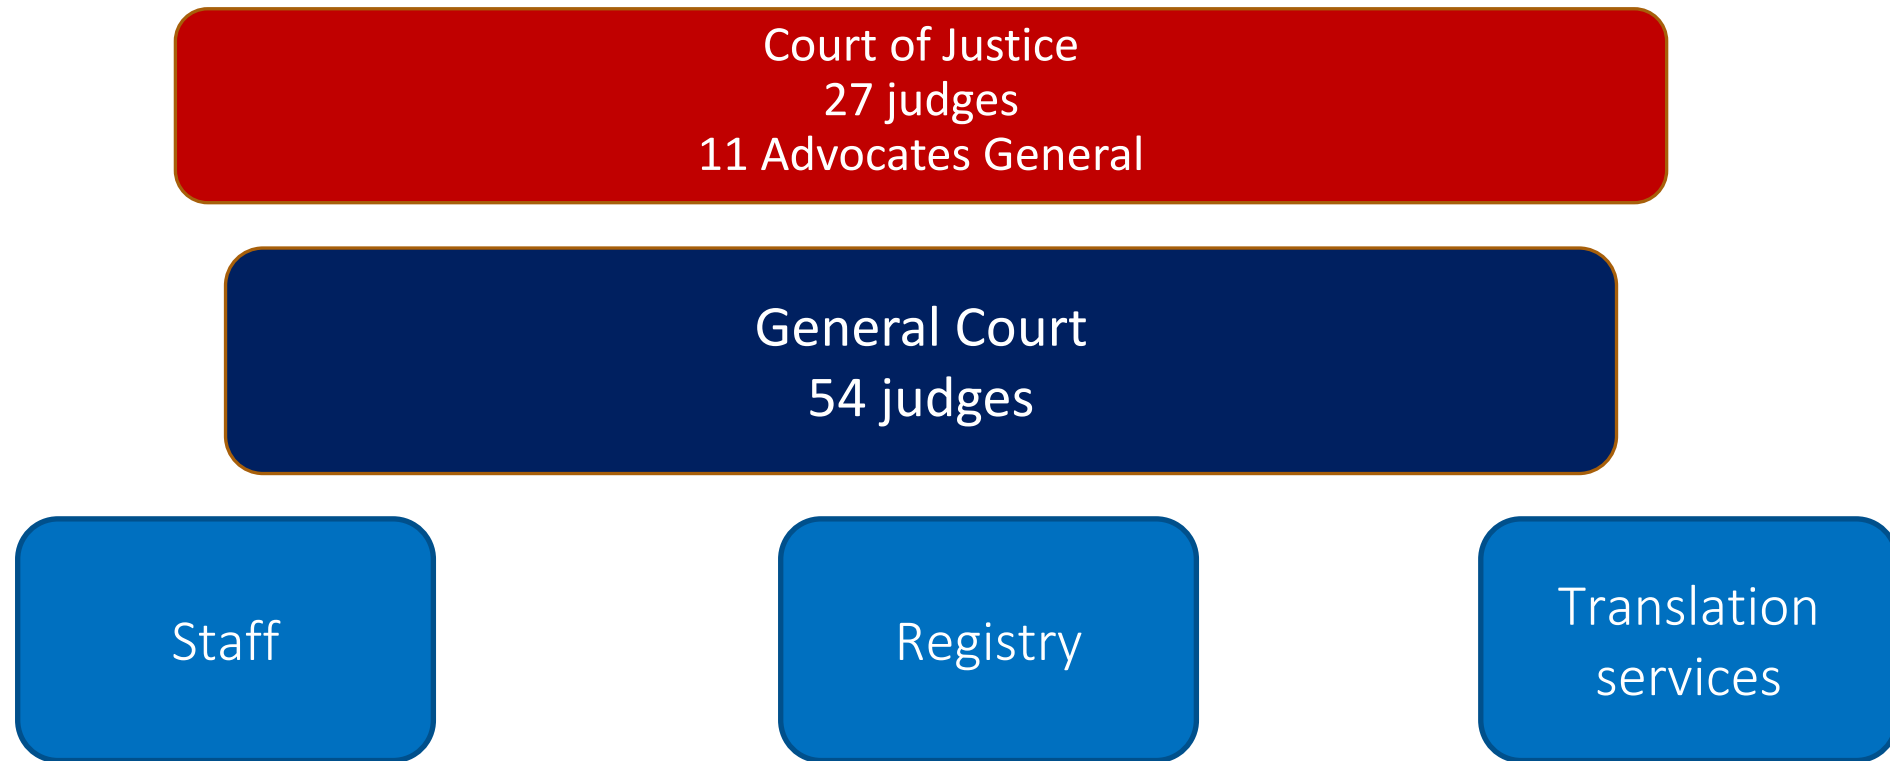 Court of Justice
27 judges
11 Advocates General
General Court
54 judges
Staff
Registry
Translation
services